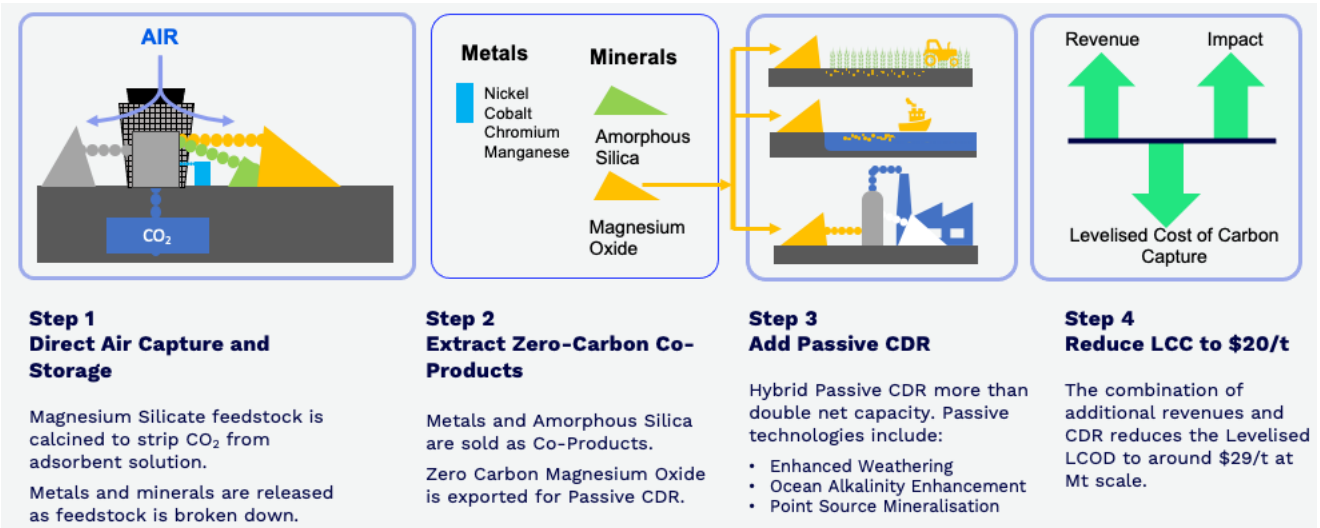 AIR
CO₂
Metals
Nickel
Cobalt
Chromium
Manganese
Minerals
Amorphous
Silica
Magnesium
Oxide
Revenue
Impact
Levelised Cost of Carbon
Capture
Step 1
Direct Air Capture and
Storage
Magnesium Silicate feedstock is
calcined to strip CO₂ from
adsorbent solution.
Metals and minerals are released
as feedstock is broken down.
Step 2
Extract Zero-Carbon Co-
Products
Metals and Amorphous Silica
are sold as Co-Products.
Zero Carbon Magnesium Oxide
is exported for Passive CDR.
Step 3
Add Passive CDR
Hybrid Passive CDR more than
double net capacity. Passive
technologies include:
• Enhanced Weathering
• Ocean Alkalinity Enhancement
• Point Source Mineralisation
Step 4
Reduce LCC to $20/t
The combination of
additional revenues and
CDR reduces the Levelised
LCOD to around $29/t at
Mt scale.